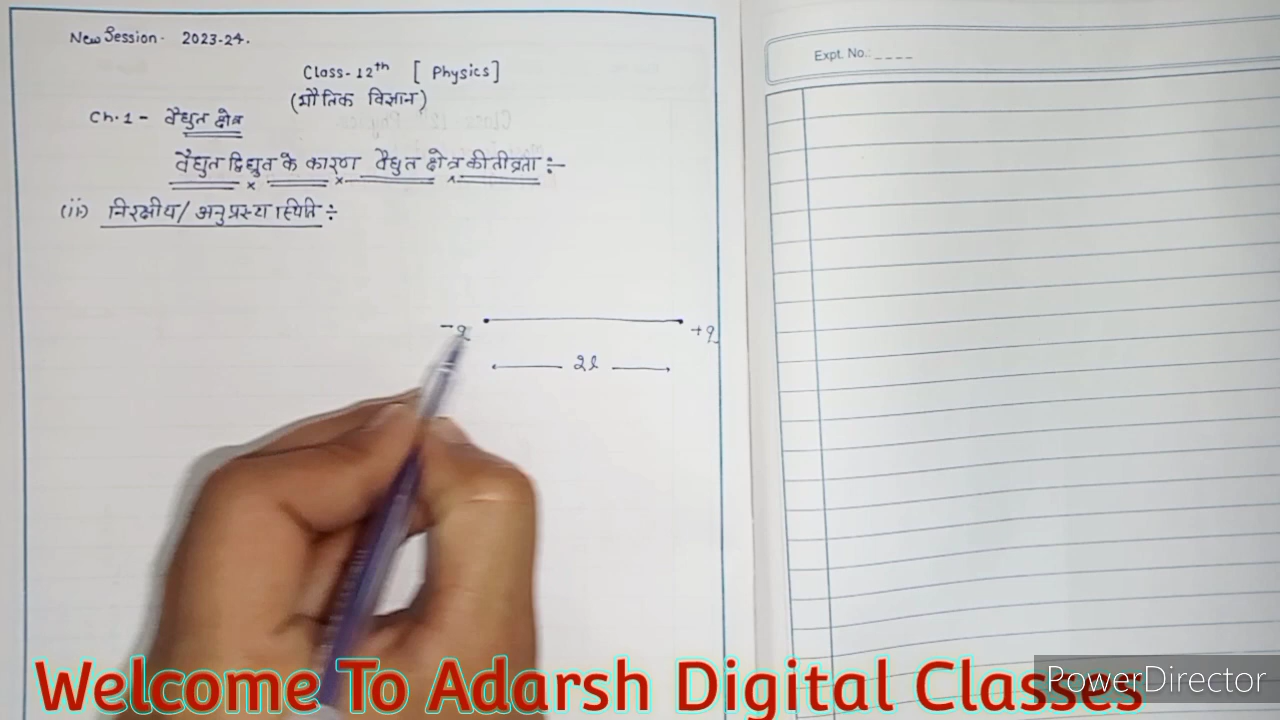 New Session - 2023-24.
Class-12th [ Physics]
(भौतिक विज्ञान)
Ch.1 - वैद्युत क्षेत्र
वैद्युत द्विध्रुव के कारण वैद्युत क्षेत्र की तीव्रता :-
(ii) निरक्षीय / अनुप्रस्थ स्थिति :
-q +q
2l
Expt. No.: _ _ _ _
Welcome To Adarsh Digital Classes
PowerDirector